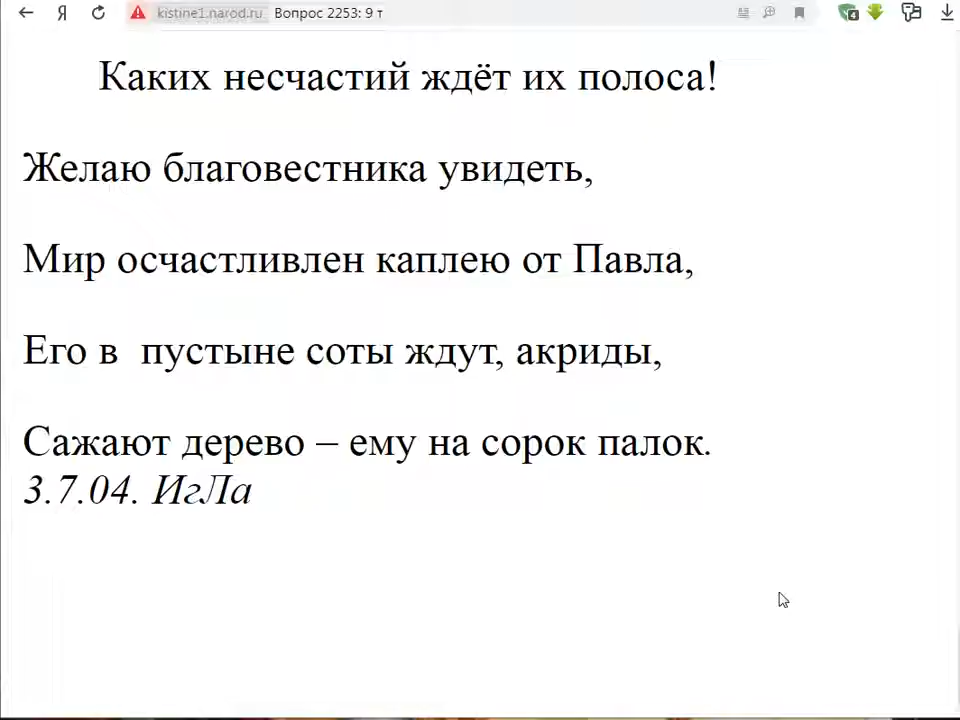 kistine1.narod.ru Вопрос 2253: 9 т
4
Каких несчастий ждёт их полоса!
Желаю благовестника увидеть,
Мир осчастливлен каплею от Павла,
Его в пустыне соты ждут, акриды,
Сажают дерево – ему на сорок палок.
3.7.04. ИгЛа